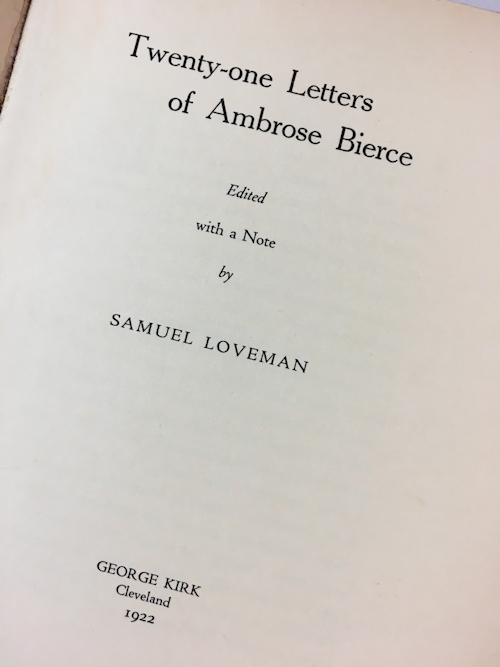 Twenty-one Letters
of Ambrose Bierce
Edited
with a Note
by
SAMUEL LOVEMAN
GEORGE KIRK
Cleveland
1922